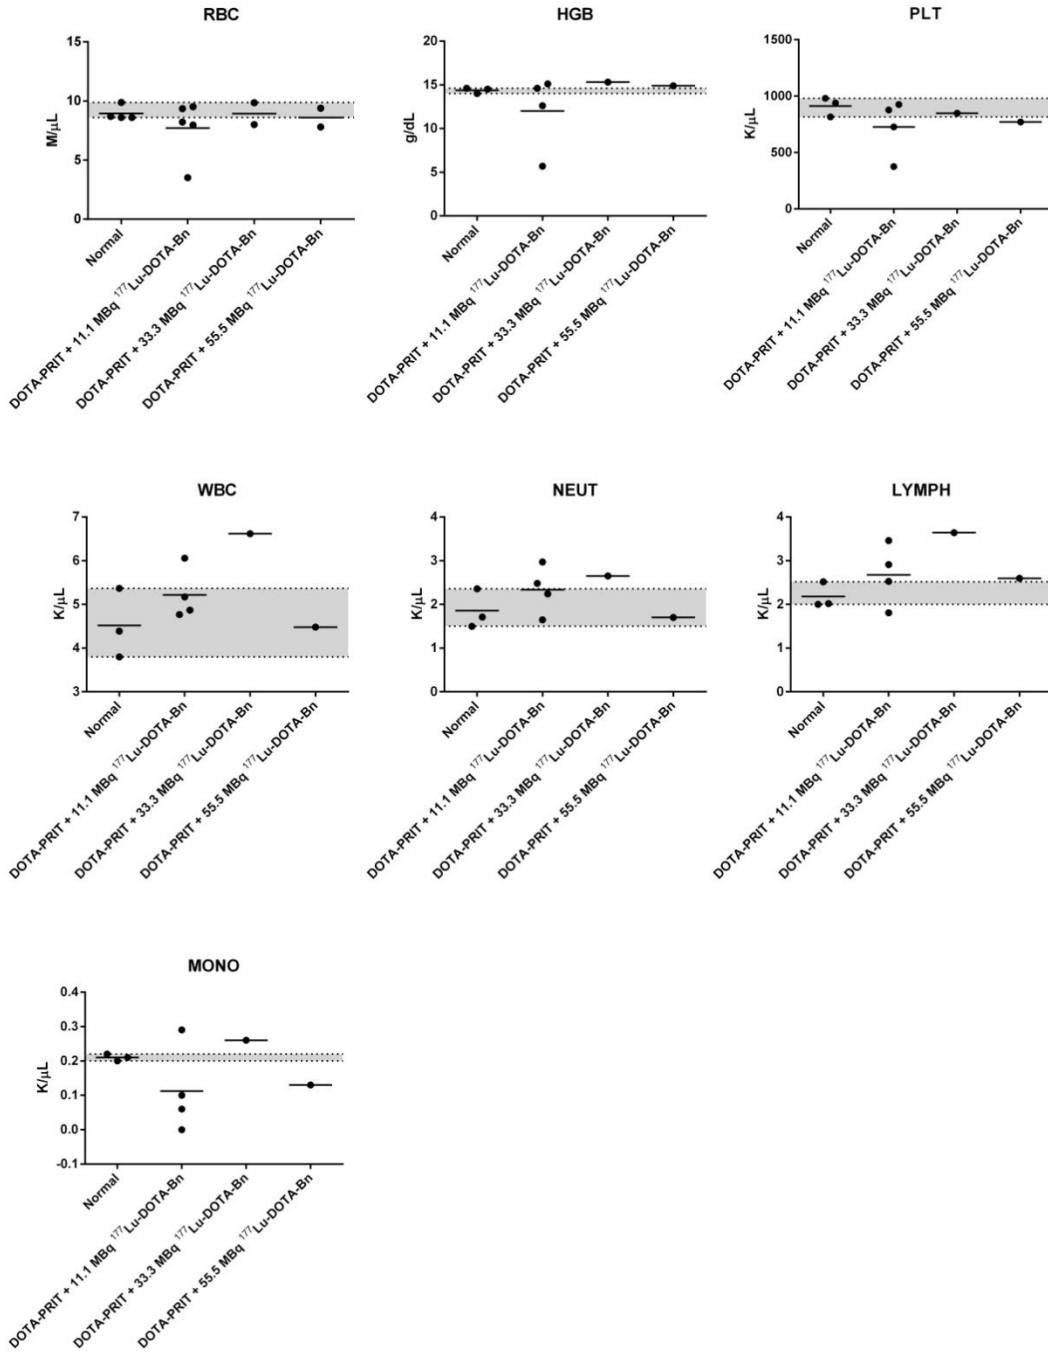 RBC
M/μL
15
10
5
0
Normal
DOTA-PRIT + 11.1 MBq ¹⁷⁷Lu-DOTA-Bn
DOTA-PRIT + 33.3 MBq ¹⁷⁷Lu-DOTA-Bn
DOTA-PRIT + 55.5 MBq ¹⁷⁷Lu-DOTA-Bn
HGB
g/dL
20
15
10
5
0
Normal
DOTA-PRIT + 11.1 MBq ¹⁷⁷Lu-DOTA-Bn
DOTA-PRIT + 33.3 MBq ¹⁷⁷Lu-DOTA-Bn
DOTA-PRIT + 55.5 MBq ¹⁷⁷Lu-DOTA-Bn
PLT
K/μL
1500
1000
500
0
Normal
DOTA-PRIT + 11.1 MBq ¹⁷⁷Lu-DOTA-Bn
DOTA-PRIT + 33.3 MBq ¹⁷⁷Lu-DOTA-Bn
DOTA-PRIT + 55.5 MBq ¹⁷⁷Lu-DOTA-Bn
WBC
K/μL
7
6
5
4
3
Normal
DOTA-PRIT + 11.1 MBq ¹⁷⁷Lu-DOTA-Bn
DOTA-PRIT + 33.3 MBq ¹⁷⁷Lu-DOTA-Bn
DOTA-PRIT + 55.5 MBq ¹⁷⁷Lu-DOTA-Bn
NEUT
K/μL
4
3
2
1
0
Normal
DOTA-PRIT + 11.1 MBq ¹⁷⁷Lu-DOTA-Bn
DOTA-PRIT + 33.3 MBq ¹⁷⁷Lu-DOTA-Bn
DOTA-PRIT + 55.5 MBq ¹⁷⁷Lu-DOTA-Bn
LYMPH
K/μL
4
3
2
1
0
Normal
DOTA-PRIT + 11.1 MBq ¹⁷⁷Lu-DOTA-Bn
DOTA-PRIT + 33.3 MBq ¹⁷⁷Lu-DOTA-Bn
DOTA-PRIT + 55.5 MBq ¹⁷⁷Lu-DOTA-Bn
MONO
K/μL
0.4
0.3
0.2
0.1
0.0
-0.1
Normal
DOTA-PRIT + 11.1 MBq ¹⁷⁷Lu-DOTA-Bn
DOTA-PRIT + 33.3 MBq ¹⁷⁷Lu-DOTA-Bn
DOTA-PRIT + 55.5 MBq ¹⁷⁷Lu-DOTA-Bn